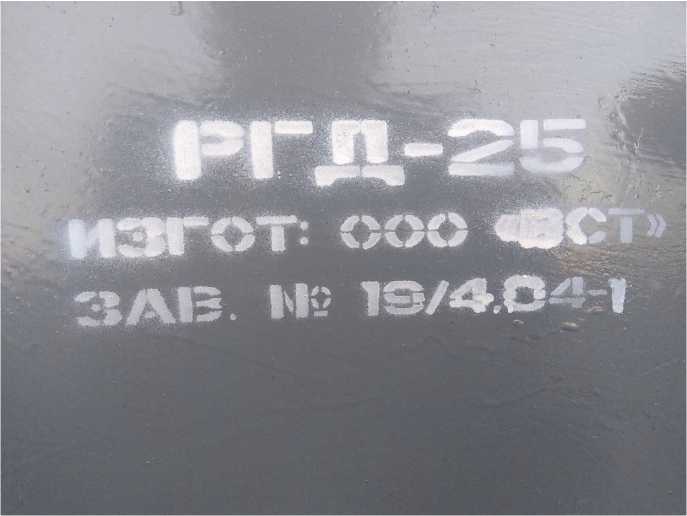 РГД-25
ИЗГОТ: ООО «ВСТ»
ЗАВ. № 19/4.04-1